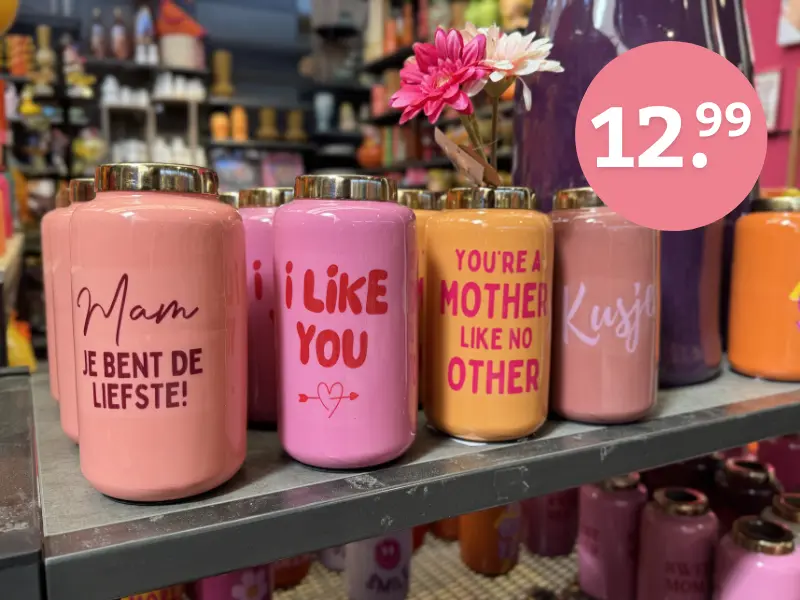 12.99
Mam
JE BENT DE
LIEFSTE!
i LiKE
YOU
YOU'RE A
MOTHER
LIKE NO
OTHER
Kusje